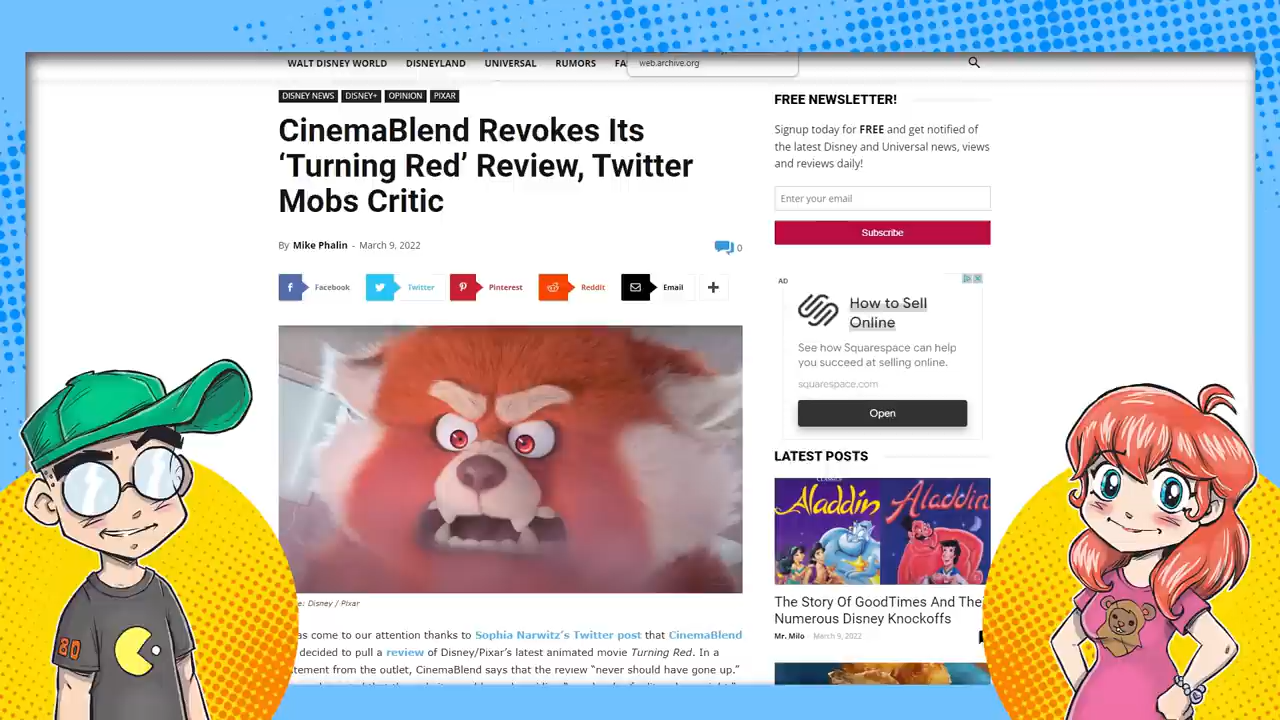 WALT DISNEY WORLD DISNEYLAND UNIVERSAL RUMORS FA
web.archive.org
DISNEY NEWS DISNEY+ OPINION PIXAR
CinemaBlend Revokes Its
‘Turning Red’ Review, Twitter
Mobs Critic
By Mike Phalin - March 9, 2022
0
Facebook Twitter Pinterest Reddit Email
e: Disney / Pixar
as come to our attention thanks to Sophia Narwitz’s Twitter post that CinemaBlend
decided to pull a review of Disney/Pixar’s latest animated movie Turning Red. In a
tement from the outlet, CinemaBlend says that the review “never should have gone up.”
FREE NEWSLETTER!
Signup today for FREE and get notified of
the latest Disney and Universal news, views
and reviews daily!
Enter your email
Subscribe
AD
How to Sell
Online
See how Squarespace can help
you succeed at selling online.
squarespace.com
Open
LATEST POSTS
CLASSICS
Aladdin Aladdin
The Story Of GoodTimes And The
Numerous Disney Knockoffs
Mr. Milo March 9, 2022
80